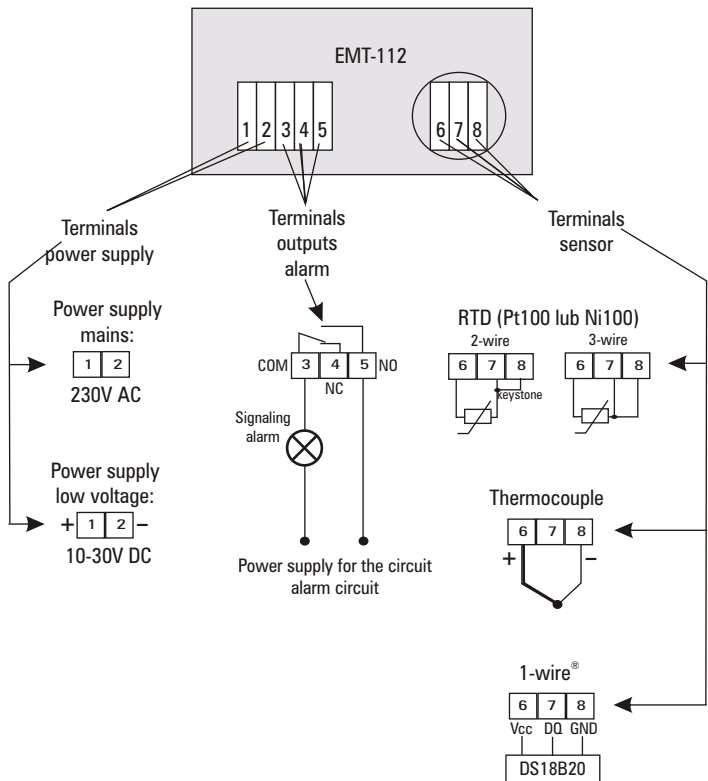 EMT-112
1 2 3 4 5
6 7 8
Terminals
power supply
Terminals
outputs
alarm
Terminals
sensor
Power supply
mains:
1 2
230V AC
Power supply
low voltage:
+ 1 2 –
10-30V DC
COM 3 4 5 NO
NC
Signaling
alarm
Power supply for the circuit
alarm circuit
RTD (Pt100 lub Ni100)
2-wire
6 7 8
keystone
3-wire
6 7 8
Thermocouple
6 7 8
+ –
1-wire®
6 7 8
Vcc DQ GND
DS18B20